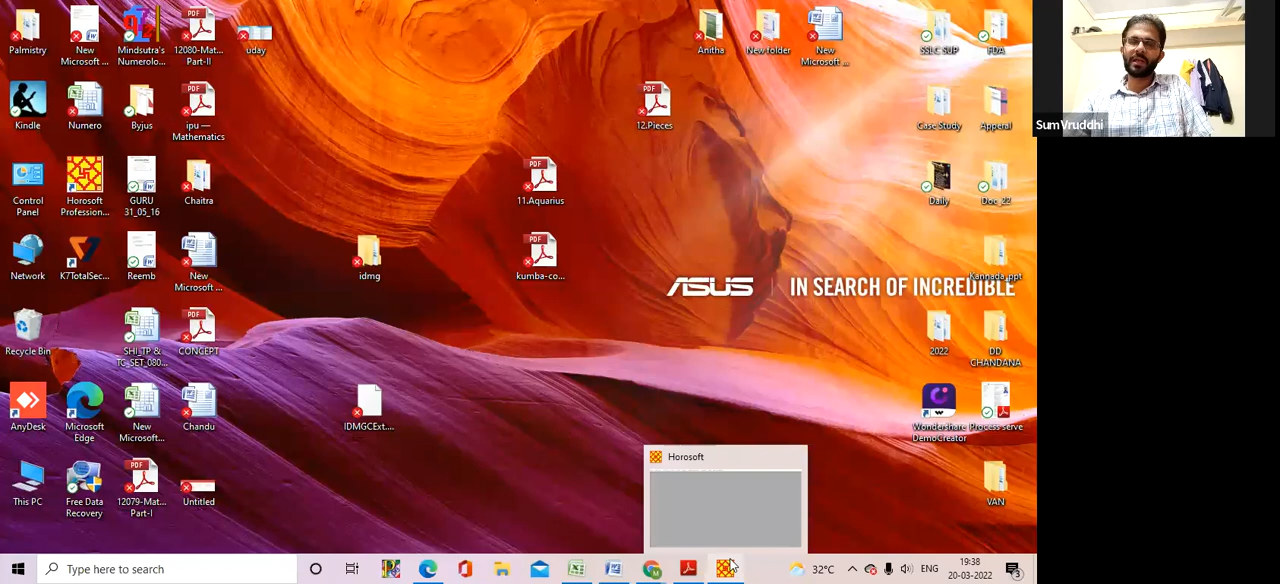 Palmistry
New
Microsoft ...
Mindsutra's
Numerolo...
12080-Mat...
Part-II
uday
Anitha
New folder
New
Microsoft ...
SSLC SUP
FDA
Kindle
Numero
Byjus
ipu —
Mathematics
12.Pieces
Case Study
Apperal
SumVruddhi
Control
Panel
Horosoft
Profession...
GURU
31_05_16
Chaitra
11.Aquarius
Daily
Doc_22
Network
K7TotalSec...
Reemb
New
Microsoft ...
idmg
kumba-co...
Kannada_ppt
ASUS
IN SEARCH OF INCREDIBLE
Recycle Bin
SHI_TP &
TC_SET_080...
CONCEPT
2022
DD
CHANDANA
AnyDesk
Microsoft
Edge
New
Microsoft...
Chandu
IDMGCExt....
Wondershare
DemoCreator
Process serve
This PC
Free Data
Recovery
12079-Mat...
Part-I
Untitled
Horosoft
VAN
Type here to search
32°C
ENG
19:38
20-03-2022